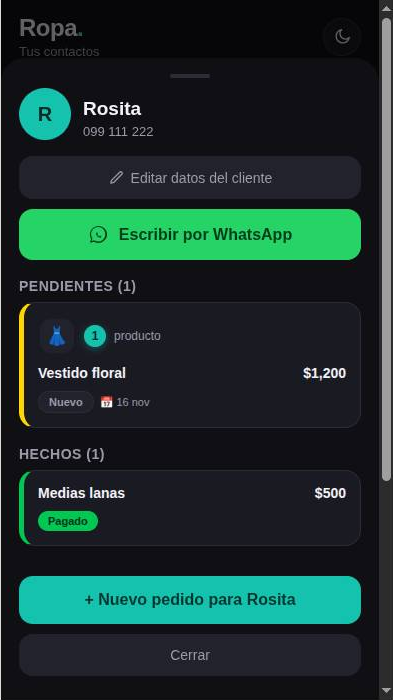 Ropa.
Tus contactos
R
Rosita
099 111 222
Editar datos del cliente
Escribir por WhatsApp
PENDIENTES (1)
1 producto
Vestido floral $1,200
Nuevo 📅 16 nov
HECHOS (1)
Medias lanas $500
Pagado
+ Nuevo pedido para Rosita
Cerrar